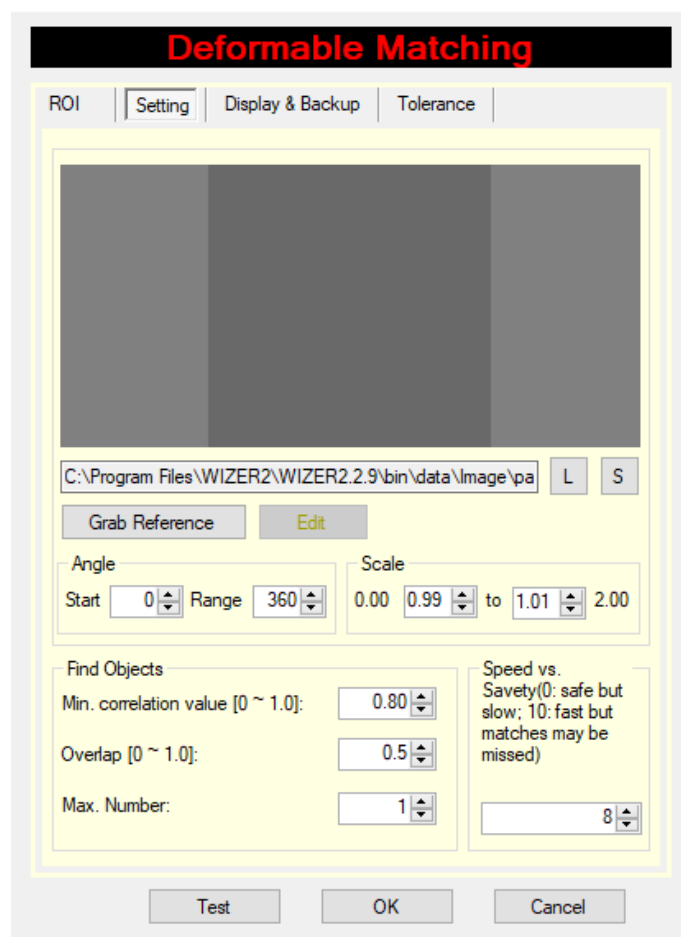 Deformable Matching
ROI Setting Display & Backup Tolerance
C:\Program Files\WIZER2\WIZER2.2.9\bin\data\Image\pa L S
Grab Reference Edit
Angle
Start 0 Range 360
Scale
0.00 0.99 to 1.01 2.00
Find Objects
Min. correlation value [0 ~ 1.0]: 0.80
Overlap [0 ~ 1.0]: 0.5
Max. Number: 1
Speed vs.
Savety(0: safe but
slow; 10: fast but
matches may be
missed)
8
Test OK Cancel